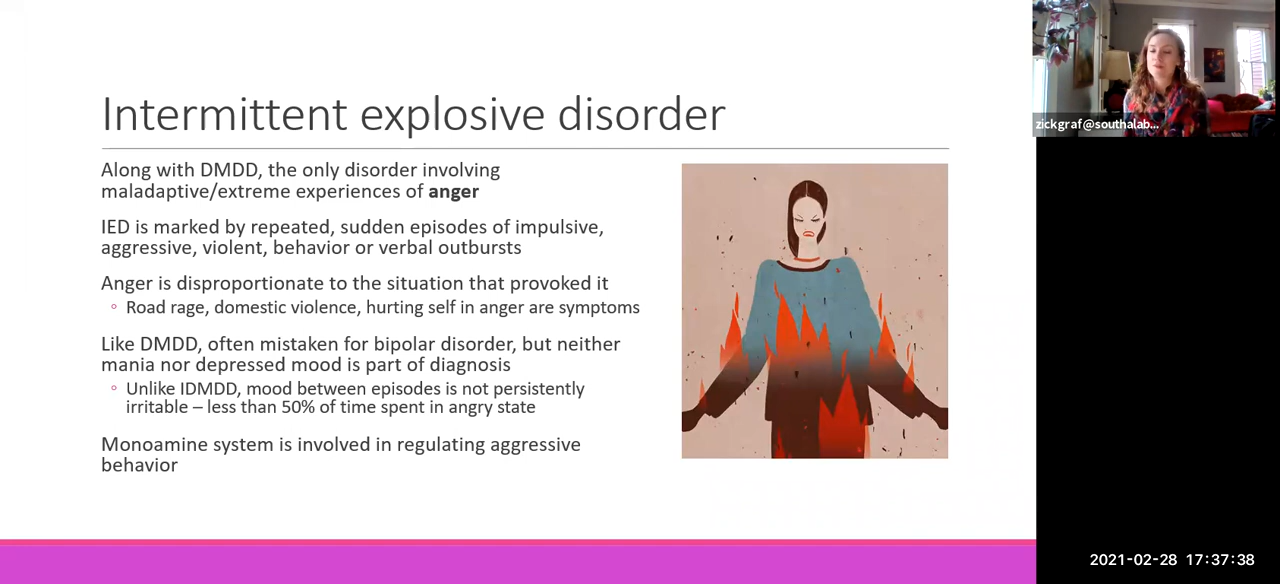 Intermittent explosive disorder
Along with DMDD, the only disorder involving
maladaptive/extreme experiences of anger
IED is marked by repeated, sudden episodes of impulsive,
aggressive, violent, behavior or verbal outbursts
Anger is disproportionate to the situation that provoked it
◦ Road rage, domestic violence, hurting self in anger are symptoms
Like DMDD, often mistaken for bipolar disorder, but neither
mania nor depressed mood is part of diagnosis
◦ Unlike IDMDD, mood between episodes is not persistently
irritable – less than 50% of time spent in angry state
Monoamine system is involved in regulating aggressive
behavior
zickgraf@southalab...
2021-02-28 17:37:38